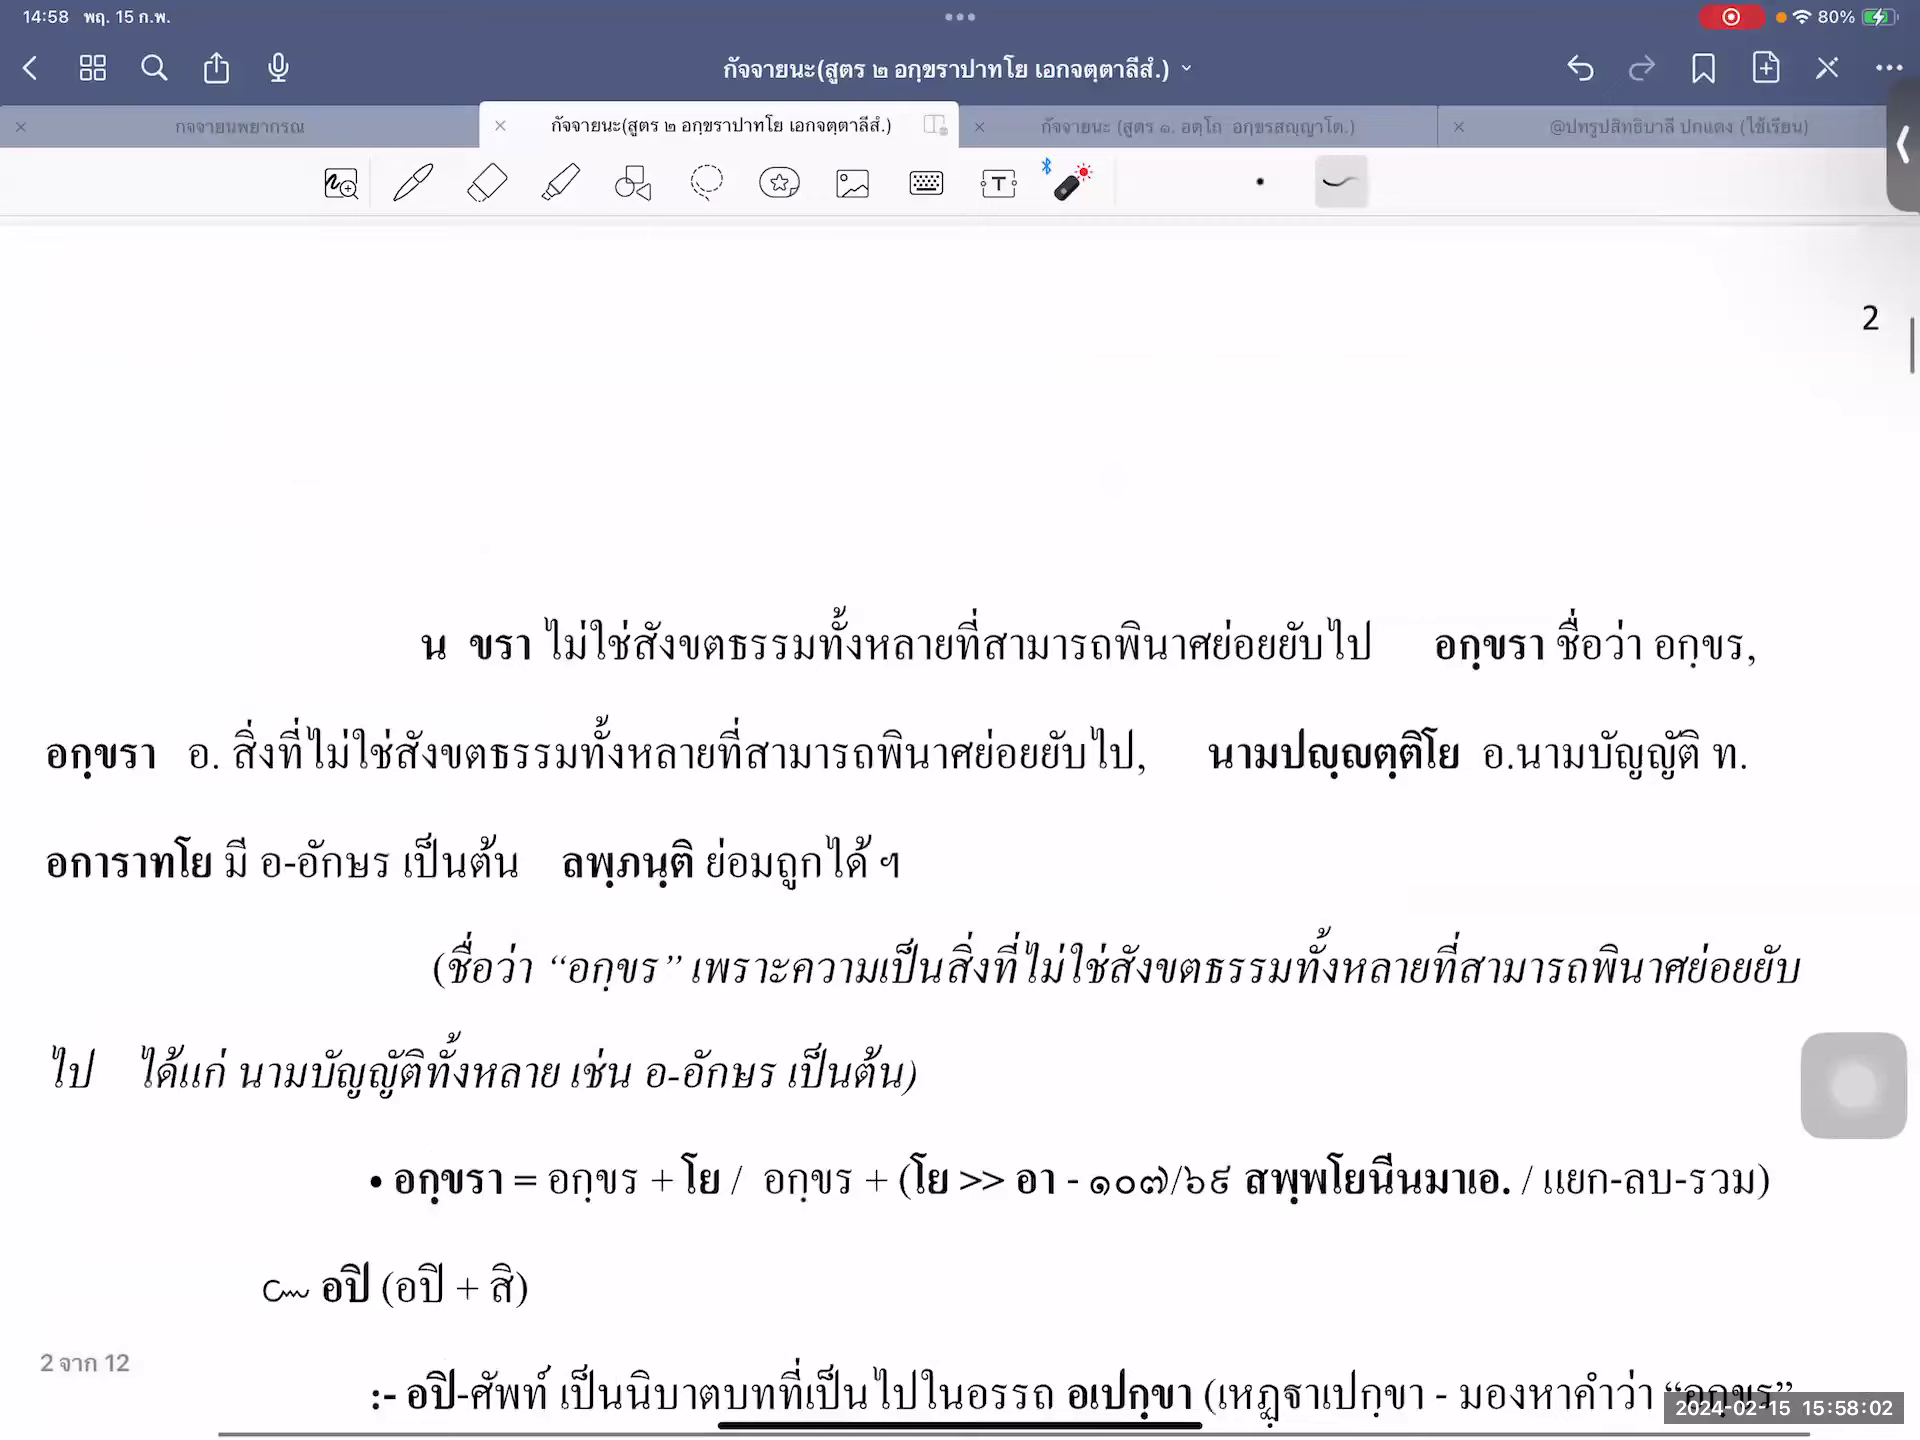 14:58 พฤ. 15 ก.พ.
80%
กัจจายนะ(สูตร ๒ อกฺขราปาทโย เอกจตฺตาลีสํ.)
กจจายนพยากรณ
กัจจายนะ(สูตร ๒ อกฺขราปาทโย เอกจตฺตาลีสํ.)
กัจจายนะ (สูตร ๑. อตฺโถ อกฺขรสญฺญาโต.)
@ปทรูปสิทธิบาลี ปกแดง (ใช้เรียน)
2
น ขรา ไม่ใช่สังขตธรรมทั้งหลายที่สามารถพินาศย่อยยับไป อกฺขรา ชื่อว่า อกฺขร,
อกฺขรา อ. สิ่งที่ไม่ใช่สังขตธรรมทั้งหลายที่สามารถพินาศย่อยยับไป, นามปญฺญตฺติโย อ.นามบัญญัติ ท.
อการาทโย มี อ-อักษร เป็นต้น ลพฺภนฺติ ย่อมถูกได้ ฯ
(ชื่อว่า “อกฺขร” เพราะความเป็นสิ่งที่ไม่ใช่สังขตธรรมทั้งหลายที่สามารถพินาศย่อยยับ
ไป ได้แก่ นามบัญญัติทั้งหลาย เช่น อ-อักษร เป็นต้น)
• อกฺขรา = อกฺขร + โย / อกฺขร + (โย >> อา - ๑๐๗/๖๙ สพฺพโยนีนมาเอ. / แยก-ลบ-รวม)
อปิ (อปิ + สิ)
2 จาก 12
:- อปิ-ศัพท์ เป็นนิบาตบทที่เป็นไปในอรรถ อเปกฺขา (เหฏฺฐาเปกฺขา - มองหาคำว่า “อกฺขร”
2024-02-15 15:58:02